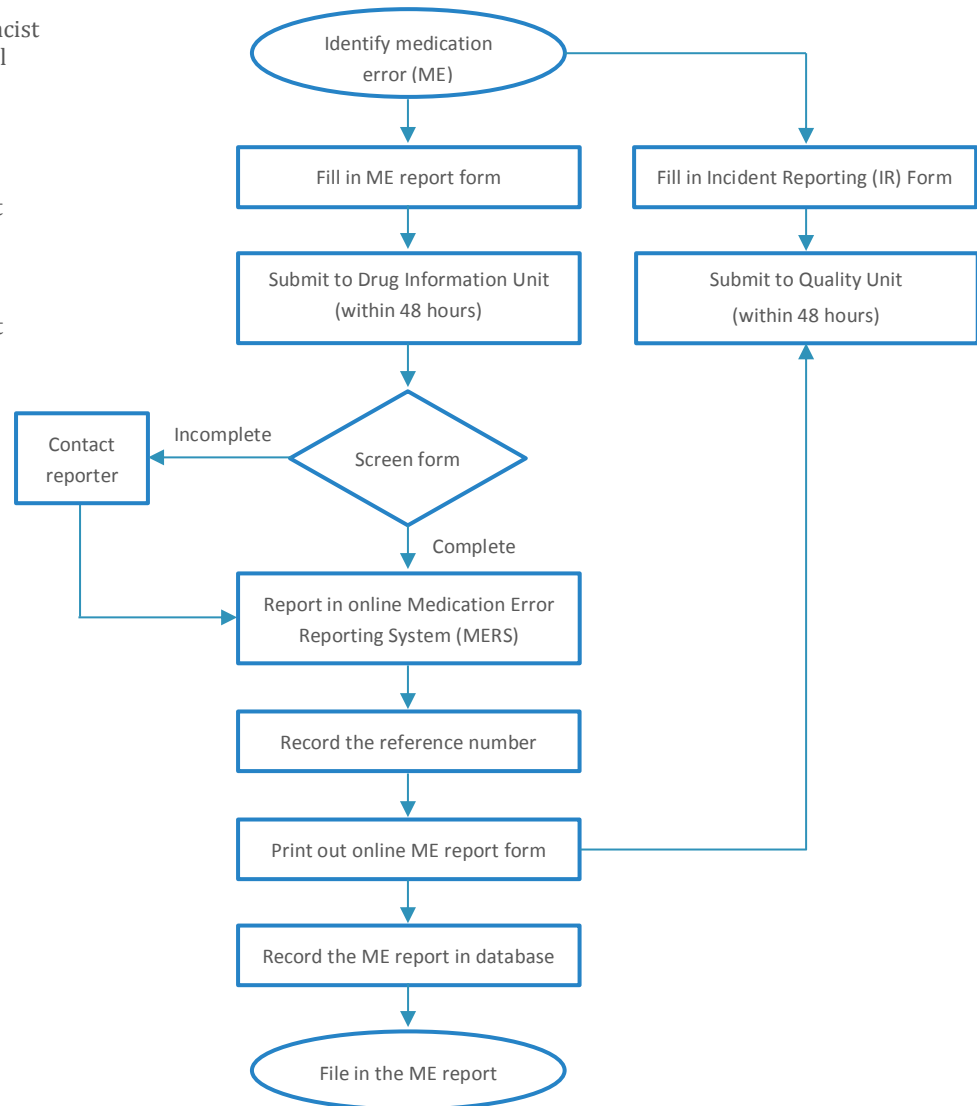 Identify medication
error (ME)
Fill in ME report form
Fill in Incident Reporting (IR) Form
Submit to Drug Information Unit
(within 48 hours)
Submit to Quality Unit
(within 48 hours)
Contact
reporter
Incomplete
Screen form
Complete
Report in online Medication Error
Reporting System (MERS)
Record the reference number
Print out online ME report form
Record the ME report in database
File in the ME report